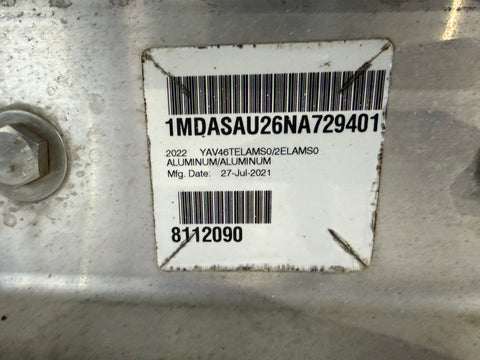 1MDASAU26NA729401
2022 YAV46TELAMS0/2ELAMS0
ALUMINUM/ALUMINUM
Mfg. Date: 27-Jul-2021
8112090